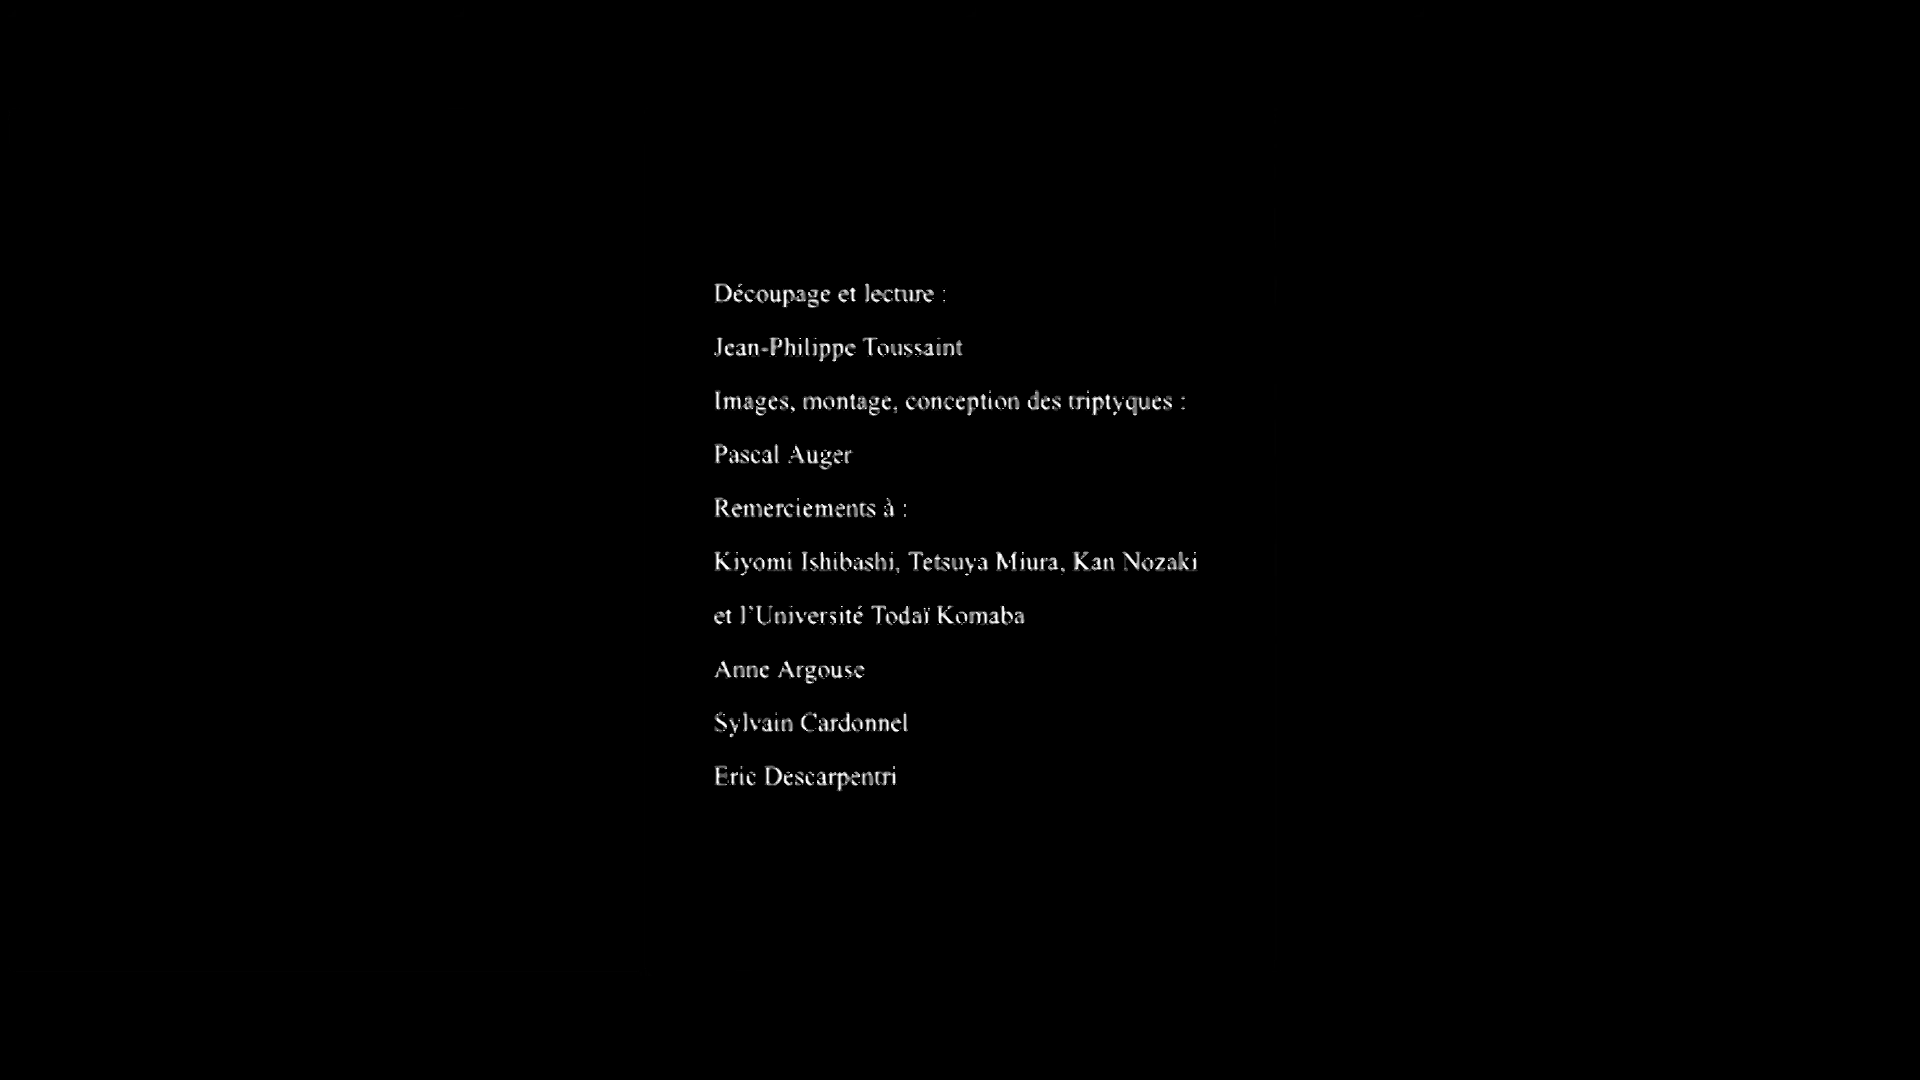 Découpage et lecture :
Jean-Philippe Toussaint
Images, montage, conception des triptyques :
Pascal Auger
Remerciements à :
Kiyomi Ishibashi, Tetsuya Miura, Kan Nozaki
et l'Université Todaï Komaba
Anne Argouse
Sylvain Cardonnel
Eric Descarpentri